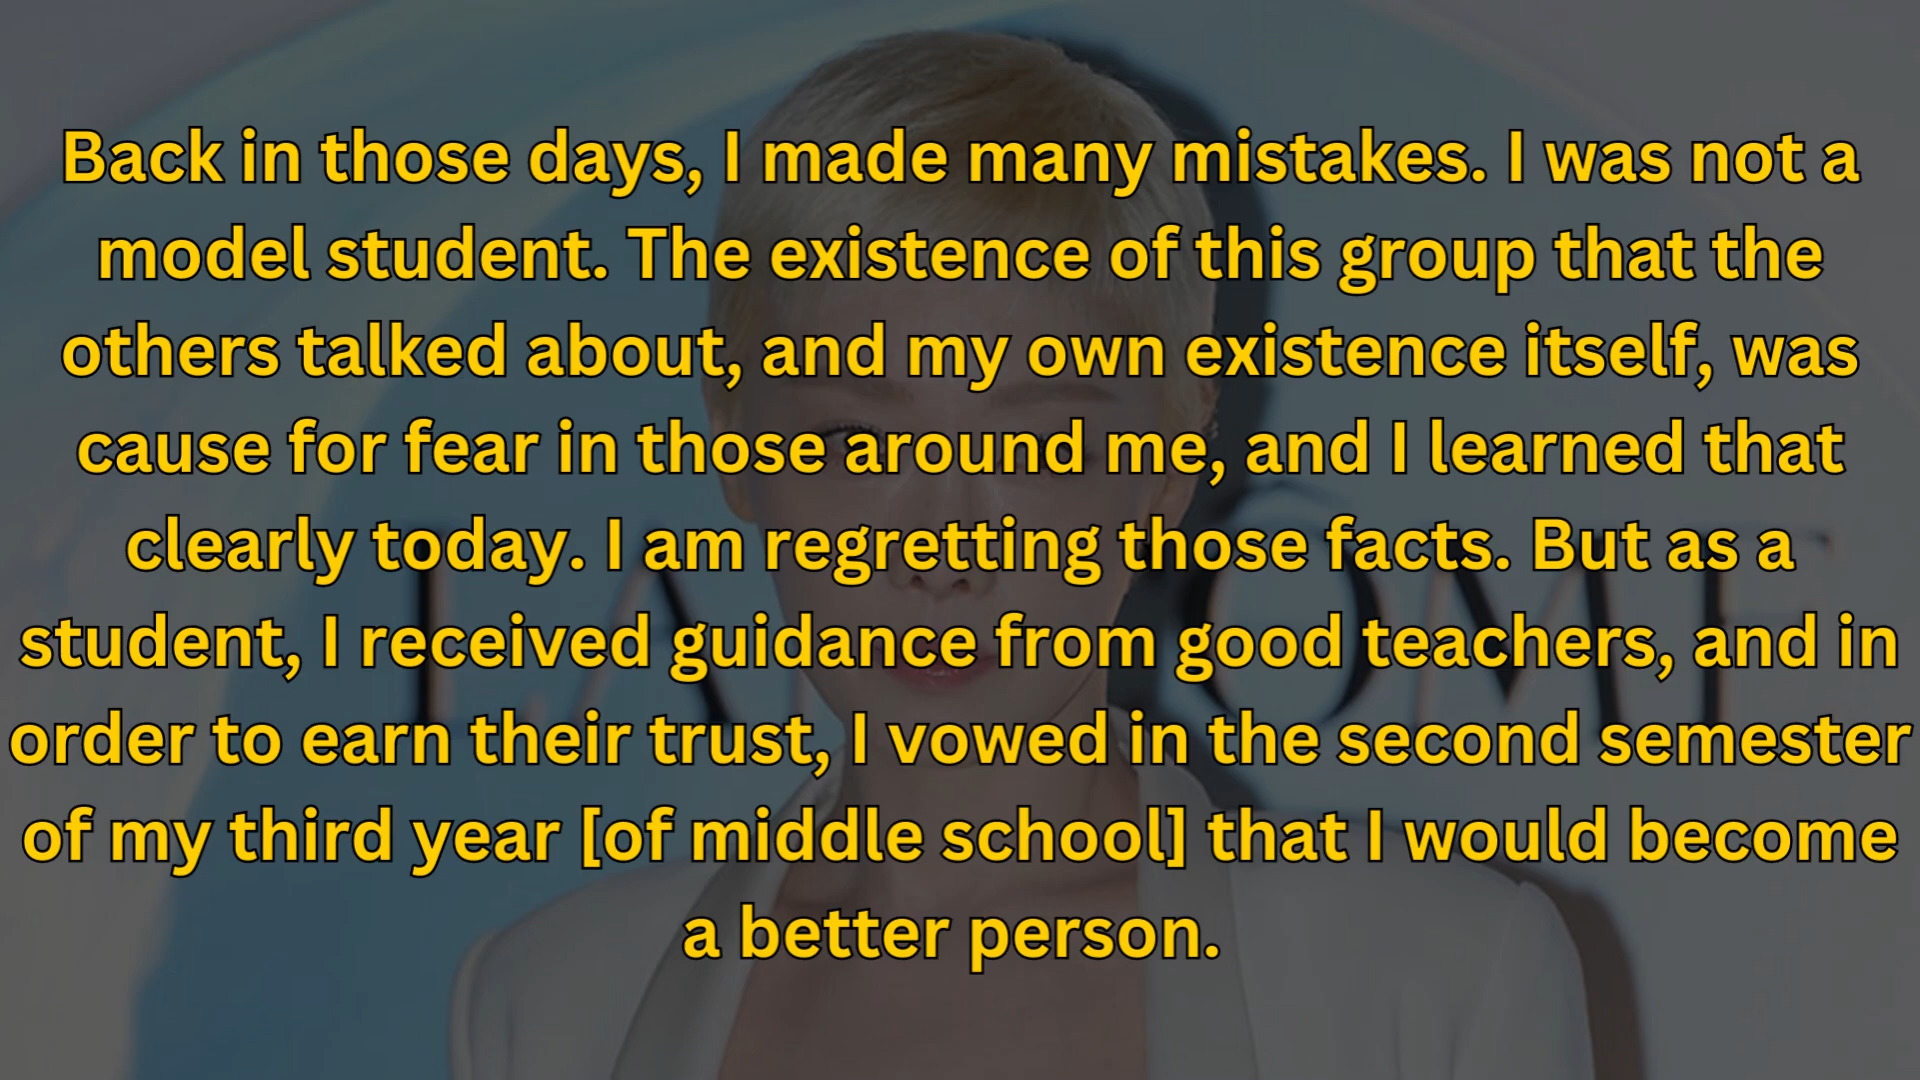 Back in those days, I made many mistakes. I was not a
model student. The existence of this group that the
others talked about, and my own existence itself, was
cause for fear in those around me, and I learned that
clearly today. I am regretting those facts. But as a
student, I received guidance from good teachers, and in
order to earn their trust, I vowed in the second semester
of my third year [of middle school] that I would become
a better person.